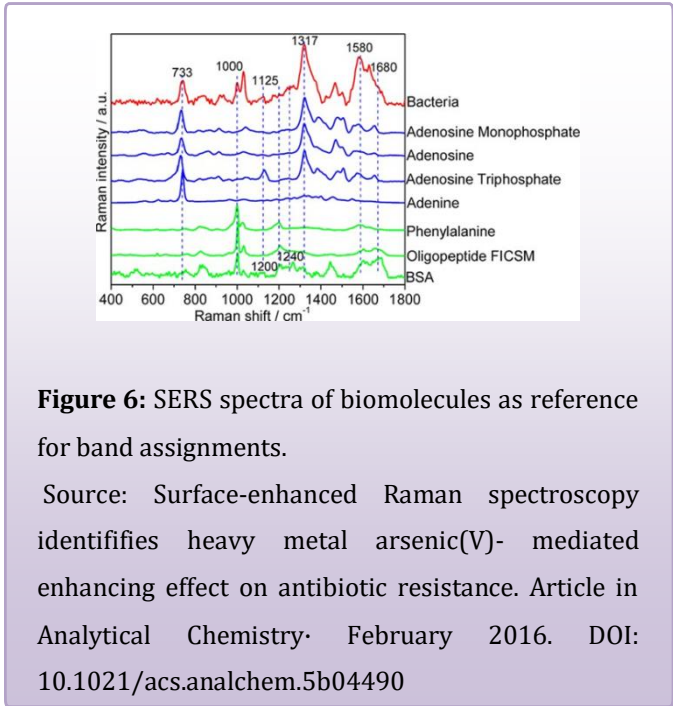 1317
1580
733
1000
1125
1680
Bacteria
Adenosine Monophosphate
Adenosine
Adenosine Triphosphate
Adenine
Phenylalanine
Oligopeptide FICSM
1240
1200
BSA
Raman intensity / a.u.
400 600 800 1000 1200 1400 1600 1800
Raman shift / cm⁻¹
Figure 6: SERS spectra of biomolecules as reference
for band assignments.
Source: Surface-enhanced Raman spectroscopy
identififies heavy metal arsenic(V)- mediated
enhancing effect on antibiotic resistance. Article in
Analytical Chemistry· February 2016. DOI:
10.1021/acs.analchem.5b04490